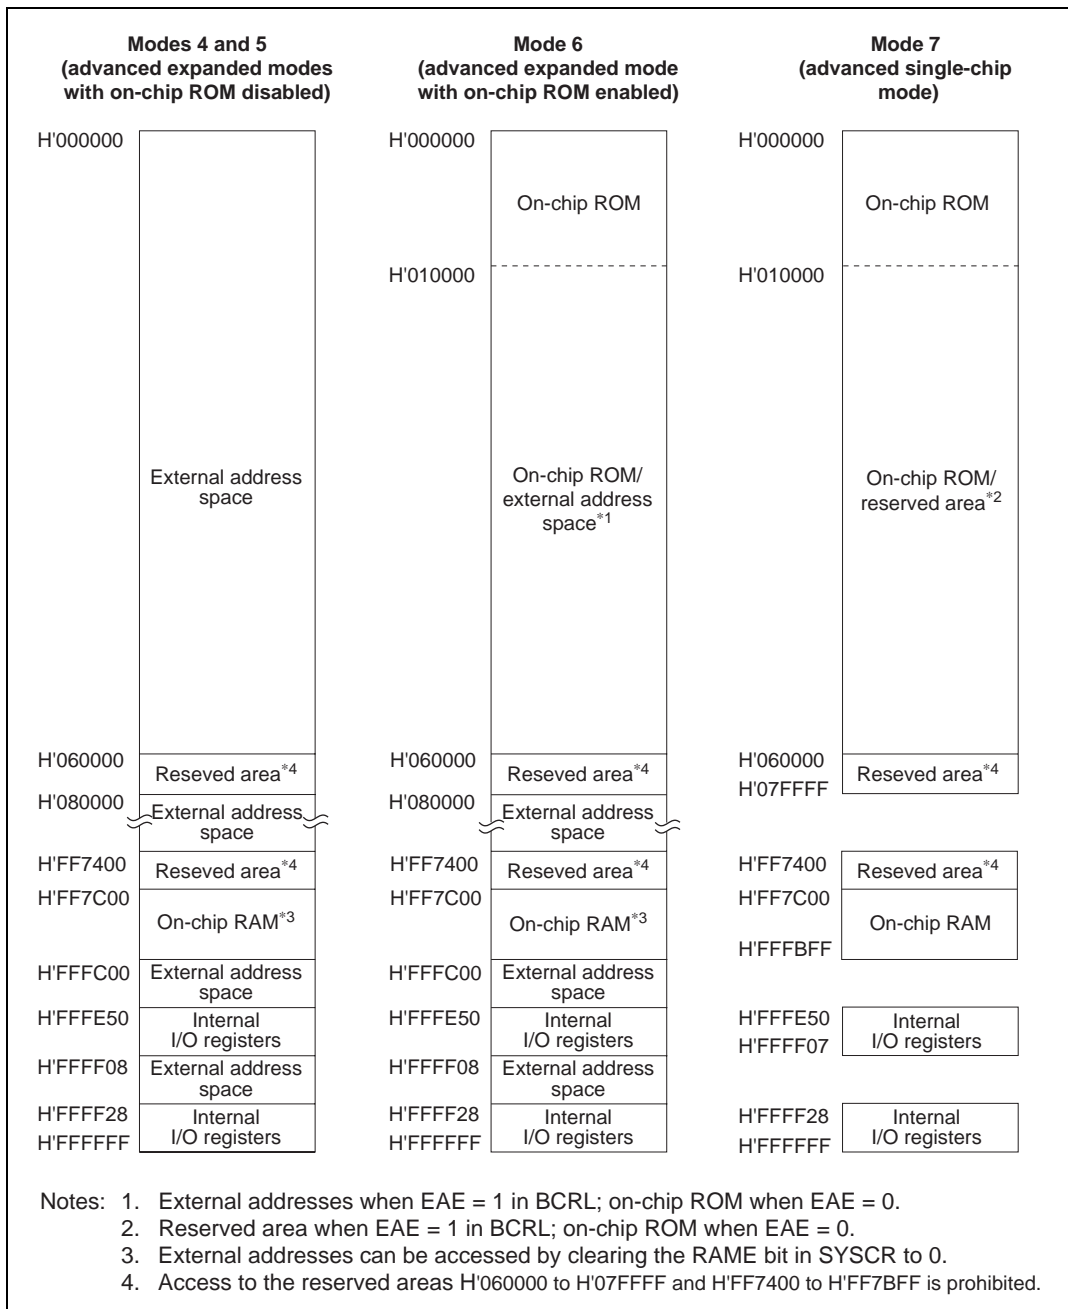 Modes 4 and 5
(advanced expanded modes
with on-chip ROM disabled)
H'000000
External address
space
H'060000
Reseved area*4
H'080000
External address
space
H'FF7400
Reseved area*4
H'FF7C00
On-chip RAM*3
H'FFFC00
External address
space
H'FFFE50
Internal
I/O registers
H'FFFF08
External address
space
H'FFFF28
Internal
I/O registers
H'FFFFFF
Mode 6
(advanced expanded mode
with on-chip ROM enabled)
H'000000
On-chip ROM
H'010000
On-chip ROM/
external address
space*1
H'060000
Reseved area*4
H'080000
External address
space
H'FF7400
Reseved area*4
H'FF7C00
On-chip RAM*3
H'FFFC00
External address
space
H'FFFE50
Internal
I/O registers
H'FFFF08
External address
space
H'FFFF28
Internal
I/O registers
H'FFFFFF
Mode 7
(advanced single-chip
mode)
H'000000
On-chip ROM
H'010000
On-chip ROM/
reserved area*2
H'060000
Reseved area*4
H'07FFFF
H'FF7400
Reseved area*4
H'FF7C00
On-chip RAM
H'FFFBFF
H'FFFE50
Internal
I/O registers
H'FFFF07
H'FFFF28
Internal
I/O registers
H'FFFFFF
Notes: 1. External addresses when EAE = 1 in BCRL; on-chip ROM when EAE = 0.
2. Reserved area when EAE = 1 in BCRL; on-chip ROM when EAE = 0.
3. External addresses can be accessed by clearing the RAME bit in SYSCR to 0.
4. Access to the reserved areas H'060000 to H'07FFFF and H'FF7400 to H'FF7BFF is prohibited.